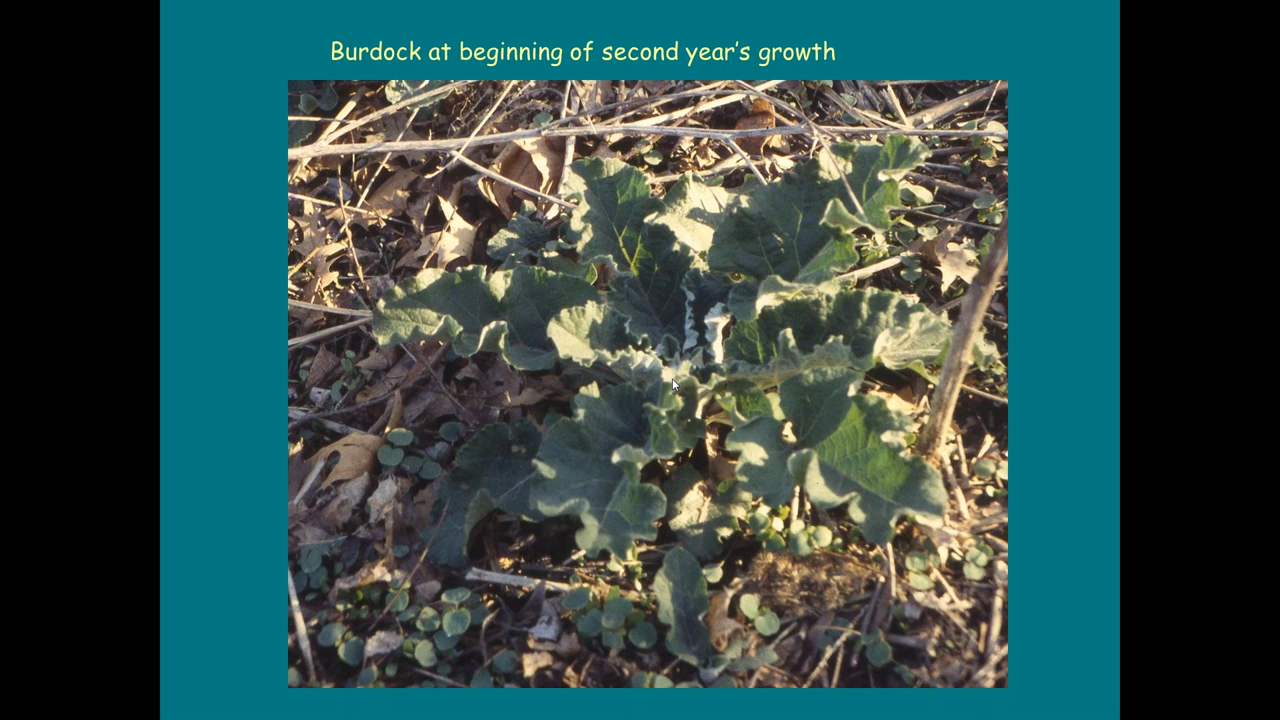 Burdock at beginning of second year’s growth